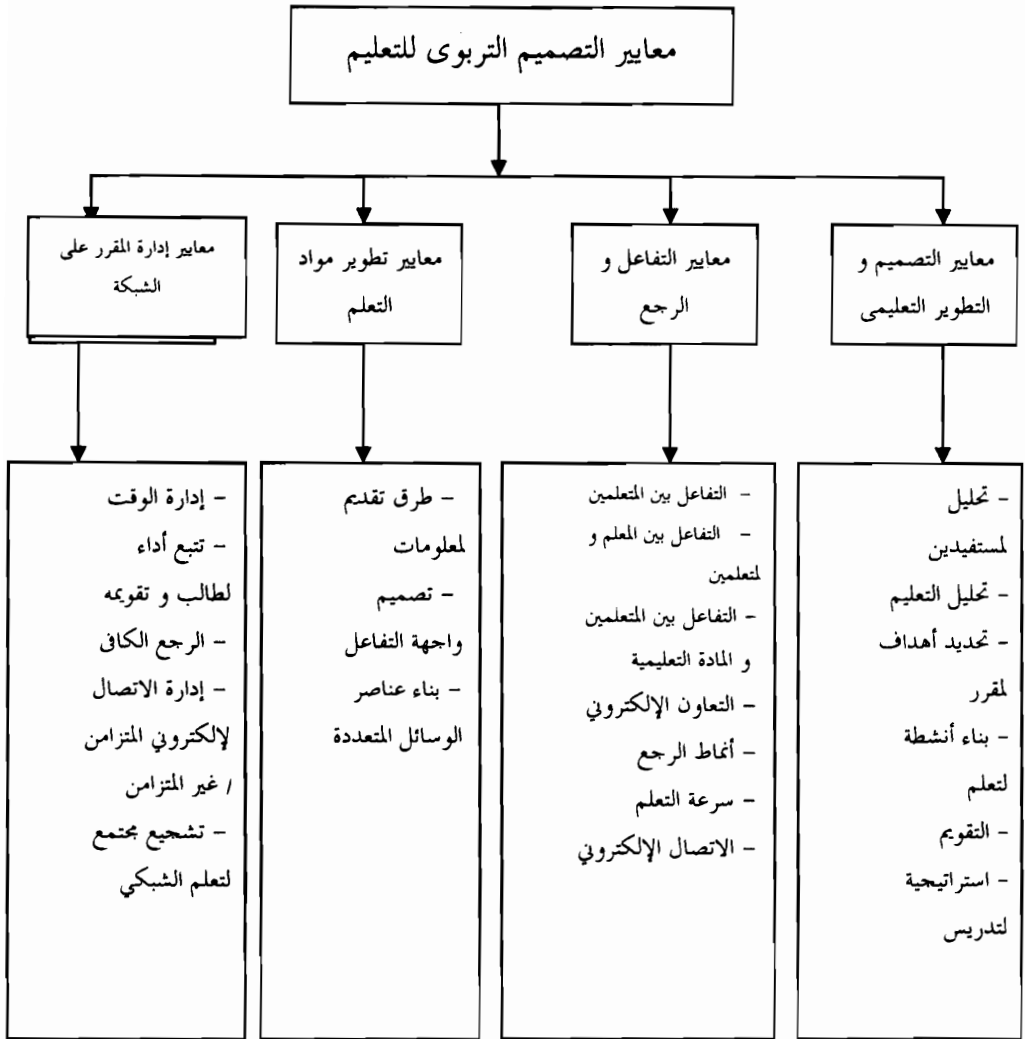 معايير التصميم التربوى للتعليم
معايير التصميم و
التطوير التعليمى
معايير التفاعل و
الرجع
معايير تطوير مواد
التعلم
معايير إدارة المقرر على
الشبكة
- تحليل
لمستفيدين
- تحليل التعليم
- تحديد أهداف
لمقرر
- بناء أنشطة
لتعلم
- التقويم
- استراتيجية
لتدريس
- التفاعل بين المتعلمين
- التفاعل بين المعلم و
لمتعلمين
- التفاعل بين المتعلمين
و المادة التعليمية
- التعاون الإلكتروني
- أنماط الرجع
- سرعة التعلم
- الاتصال الإلكتروني
- طرق تقديم
لمعلومات
- تصميم
واجهة التفاعل
- بناء عناصر
الوسائل المتعددة
- إدارة الوقت
- تتبع أداء
لطالب و تقويمه
- الرجع الكافى
- إدارة الاتصال
لإلكتروني المتزامن
/ غير المتزامن
- تشجيع مجتمع
لتعلم الشبكي